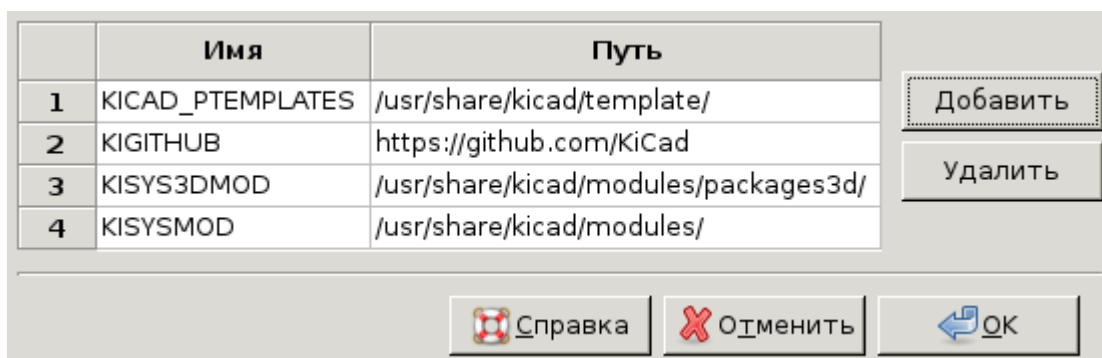 Имя Путь
1 KICAD_PTEMPLATES /usr/share/kicad/template/
Добавить
2 KIGITHUB https://github.com/KiCad
3 KISYS3DMOD /usr/share/kicad/modules/packages3d/
Удалить
4 KISYSMOD /usr/share/kicad/modules/
Справка Отменить OK